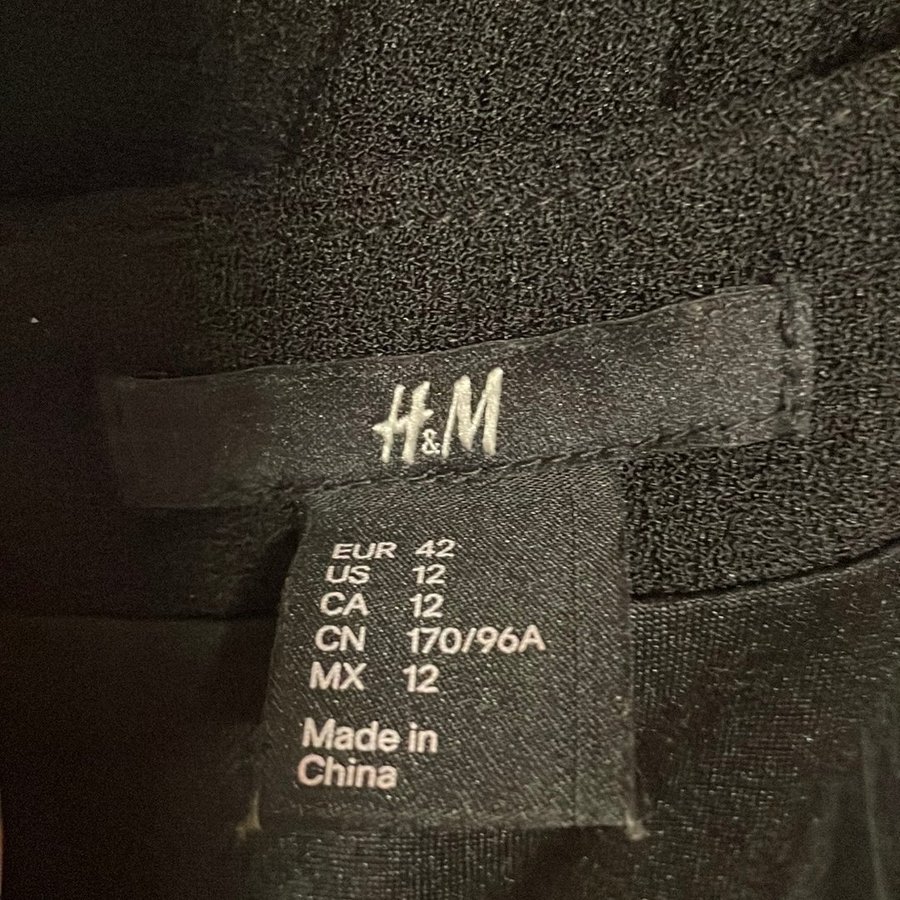 H&M
EUR 42
US 12
CA 12
CN 170/96A
MX 12
Made in
China